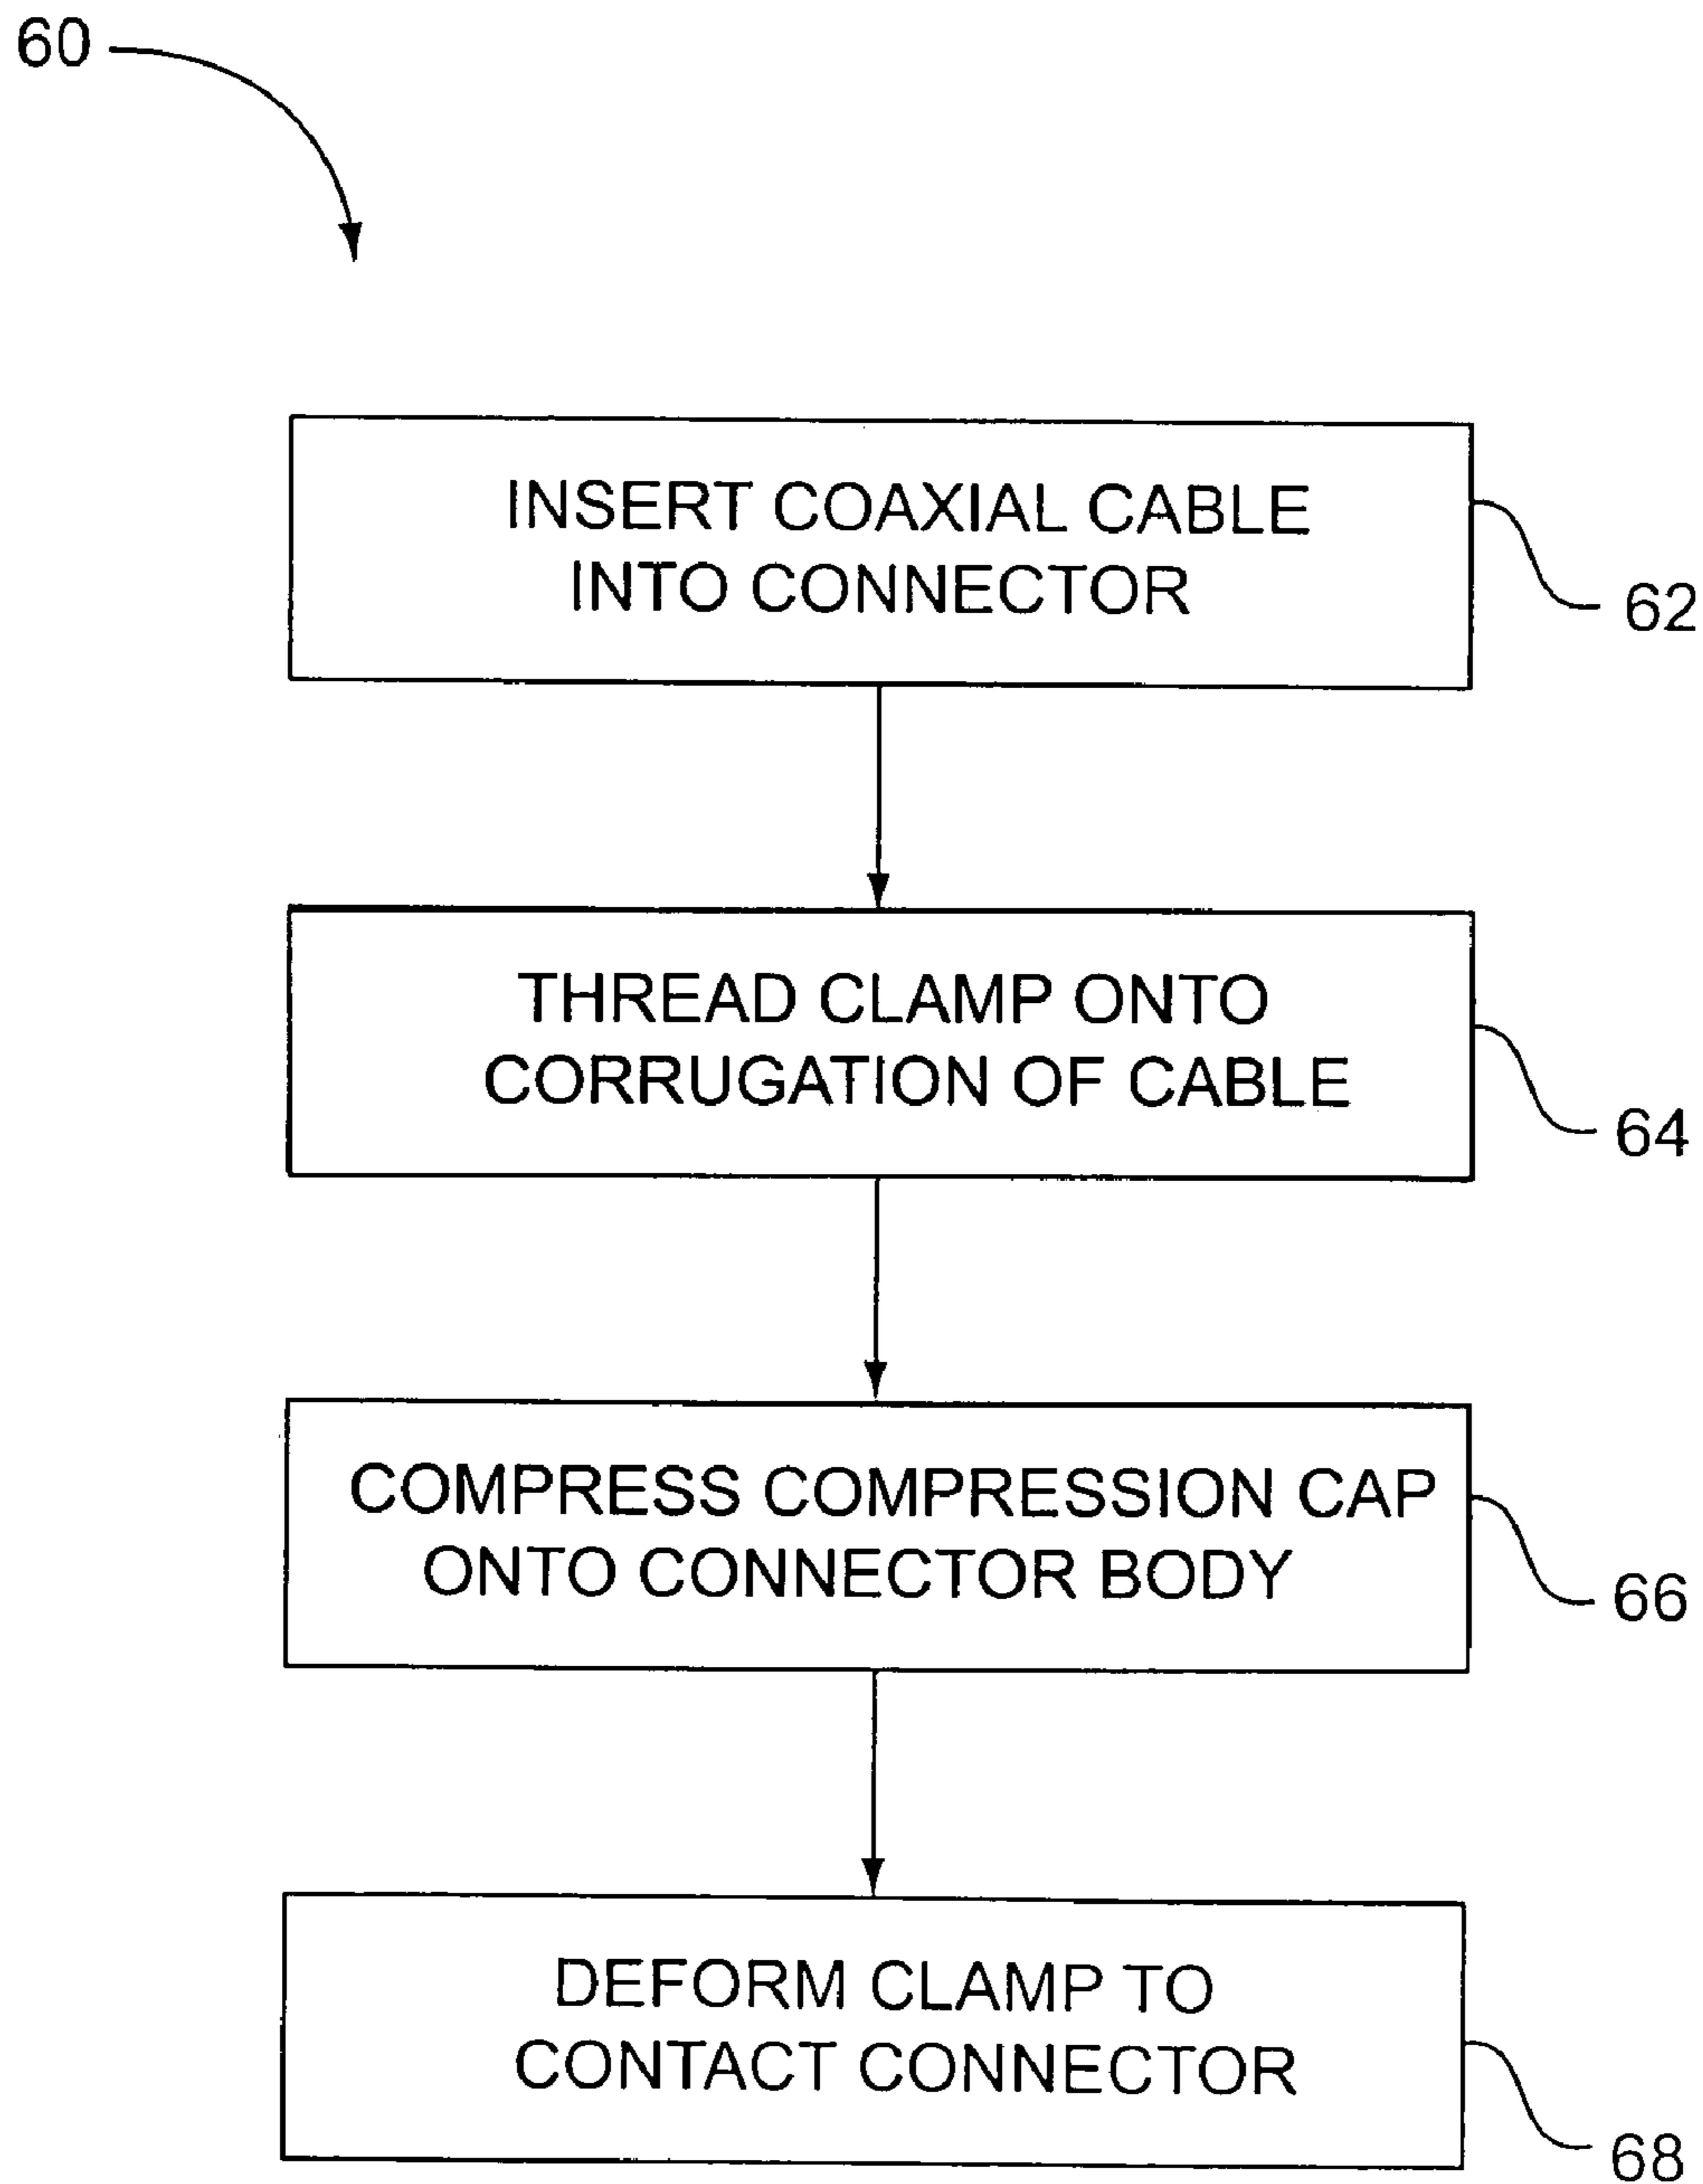 60
INSERT COAXIAL CABLE
INTO CONNECTOR
62
THREAD CLAMP ONTO
CORRUGATION OF CABLE
64
COMPRESS COMPRESSION CAP
ONTO CONNECTOR BODY
66
DEFORM CLAMP TO
CONTACT CONNECTOR
68